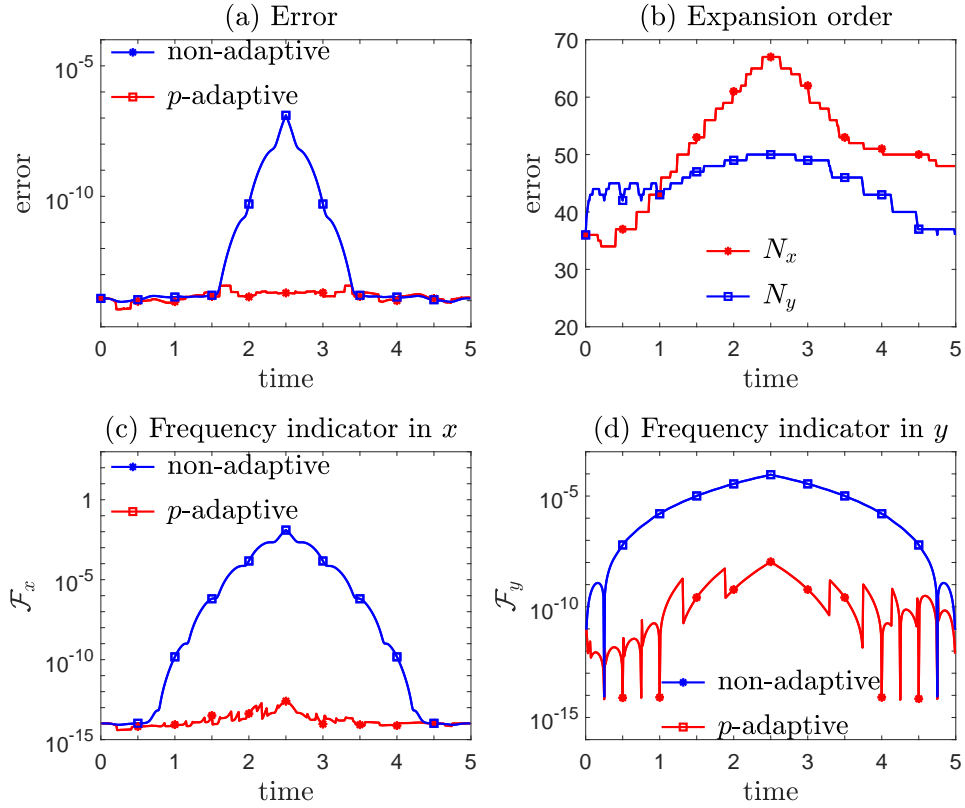 (a) Error
non-adaptive
p-adaptive
10^-5
10^-10
error
0 1 2 3 4 5
time
(b) Expansion order
70
60
50
40
30
20
error
N_x
N_y
0 1 2 3 4 5
time
(c) Frequency indicator in x
non-adaptive
p-adaptive
1
10^-5
10^-10
10^-15
F_x
0 1 2 3 4 5
time
(d) Frequency indicator in y
10^-5
10^-10
10^-15
F_y
non-adaptive
p-adaptive
0 1 2 3 4 5
time